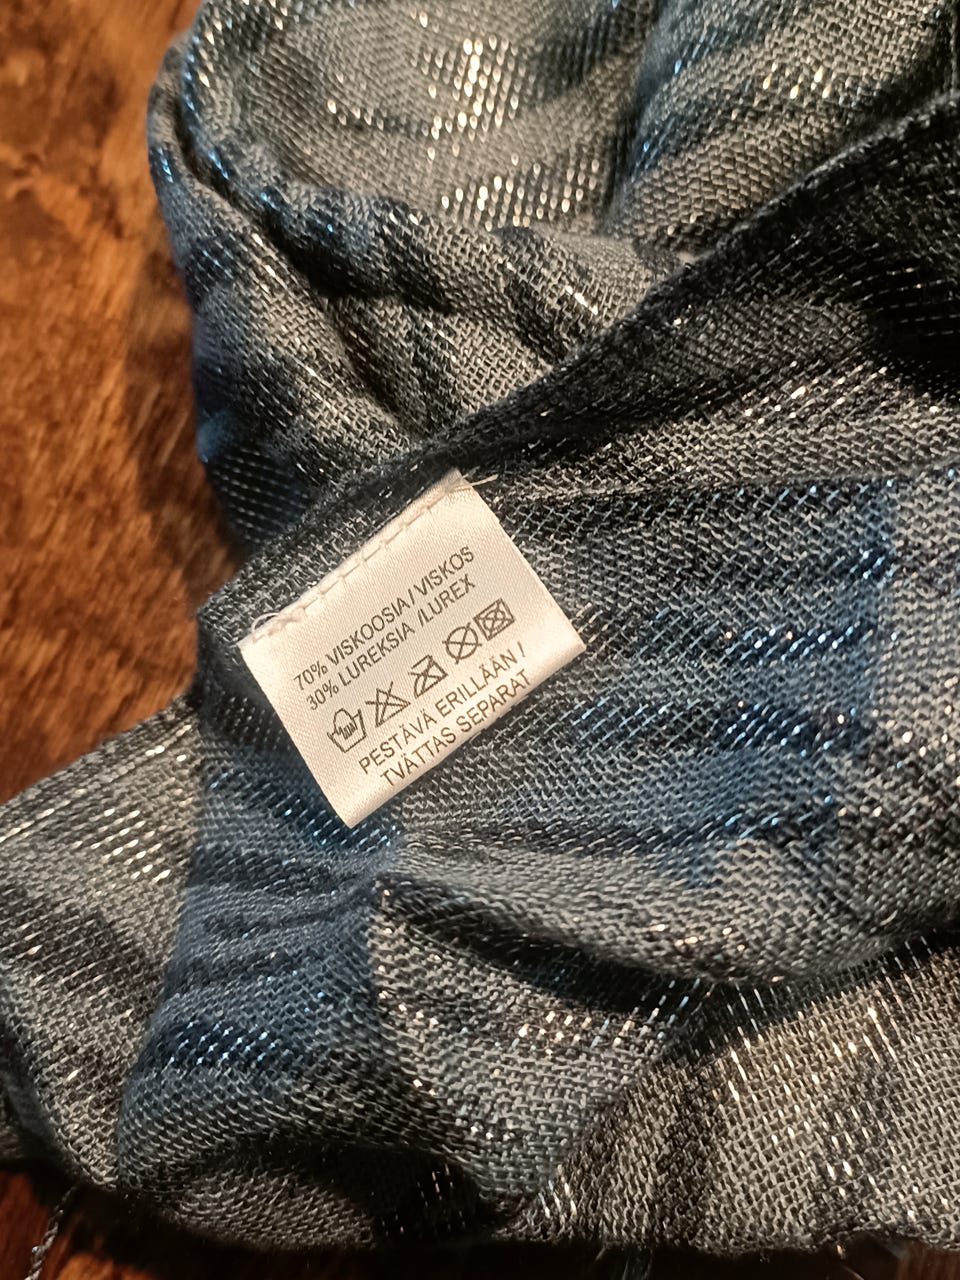 70% VISKOOSIA / VISKOS
30% LUREKSIA /LUREX
PESTÄVÄ ERILLÄÄN /
TVÄTTAS SEPARAT